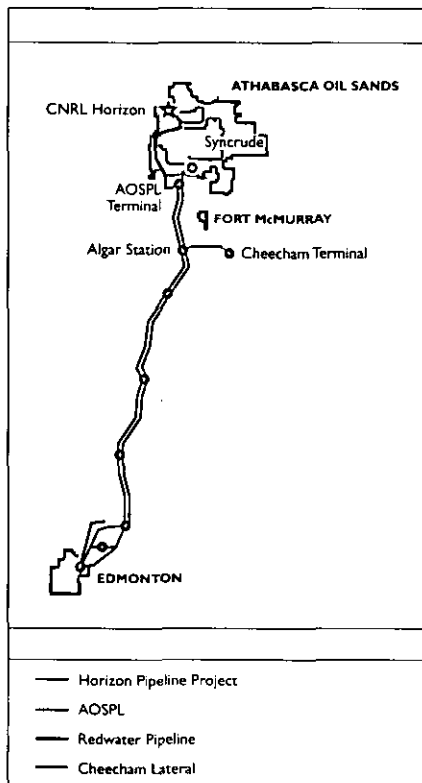 ATHABASCA OIL SANDS
CNRL Horizon
Syncrude
AOSPL
Terminal
FORT McMURRAY
Algar Station
Cheecham Terminal
EDMONTON
Horizon Pipeline Project
AOSPL
Redwater Pipeline
Cheecham Lateral